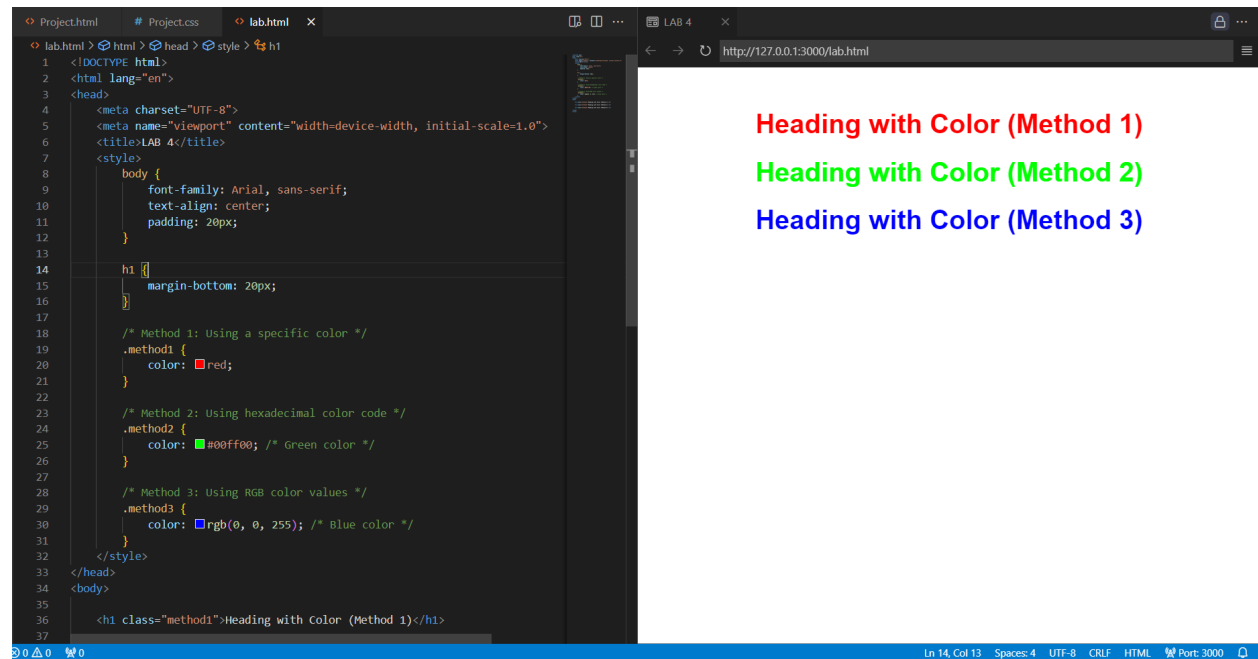 Project.html # Project.css lab.html
lab.html > html > head > style > h1
1 <!DOCTYPE html>
2 <html lang="en">
3 <head>
4 <meta charset="UTF-8">
5 <meta name="viewport" content="width=device-width, initial-scale=1.0">
6 <title>LAB 4</title>
7 <style>
8 body {
9 font-family: Arial, sans-serif;
10 text-align: center;
11 padding: 20px;
12 }
13
14 h1 {
15 margin-bottom: 20px;
16 }
17
18 /* Method 1: Using a specific color */
19 .method1 {
20 color: red;
21 }
22
23 /* Method 2: Using hexadecimal color code */
24 .method2 {
25 color: #00ff00; /* Green color */
26 }
27
28 /* Method 3: Using RGB color values */
29 .method3 {
30 color: rgb(0, 0, 255); /* Blue color */
31 }
32 </style>
33 </head>
34 <body>
35
36 <h1 class="method1">Heading with Color (Method 1)</h1>
37
LAB 4
http://127.0.0.1:3000/lab.html
Heading with Color (Method 1)
Heading with Color (Method 2)
Heading with Color (Method 3)
0 0 0 Ln 14, Col 13 Spaces: 4 UTF-8 CRLF HTML Port: 3000